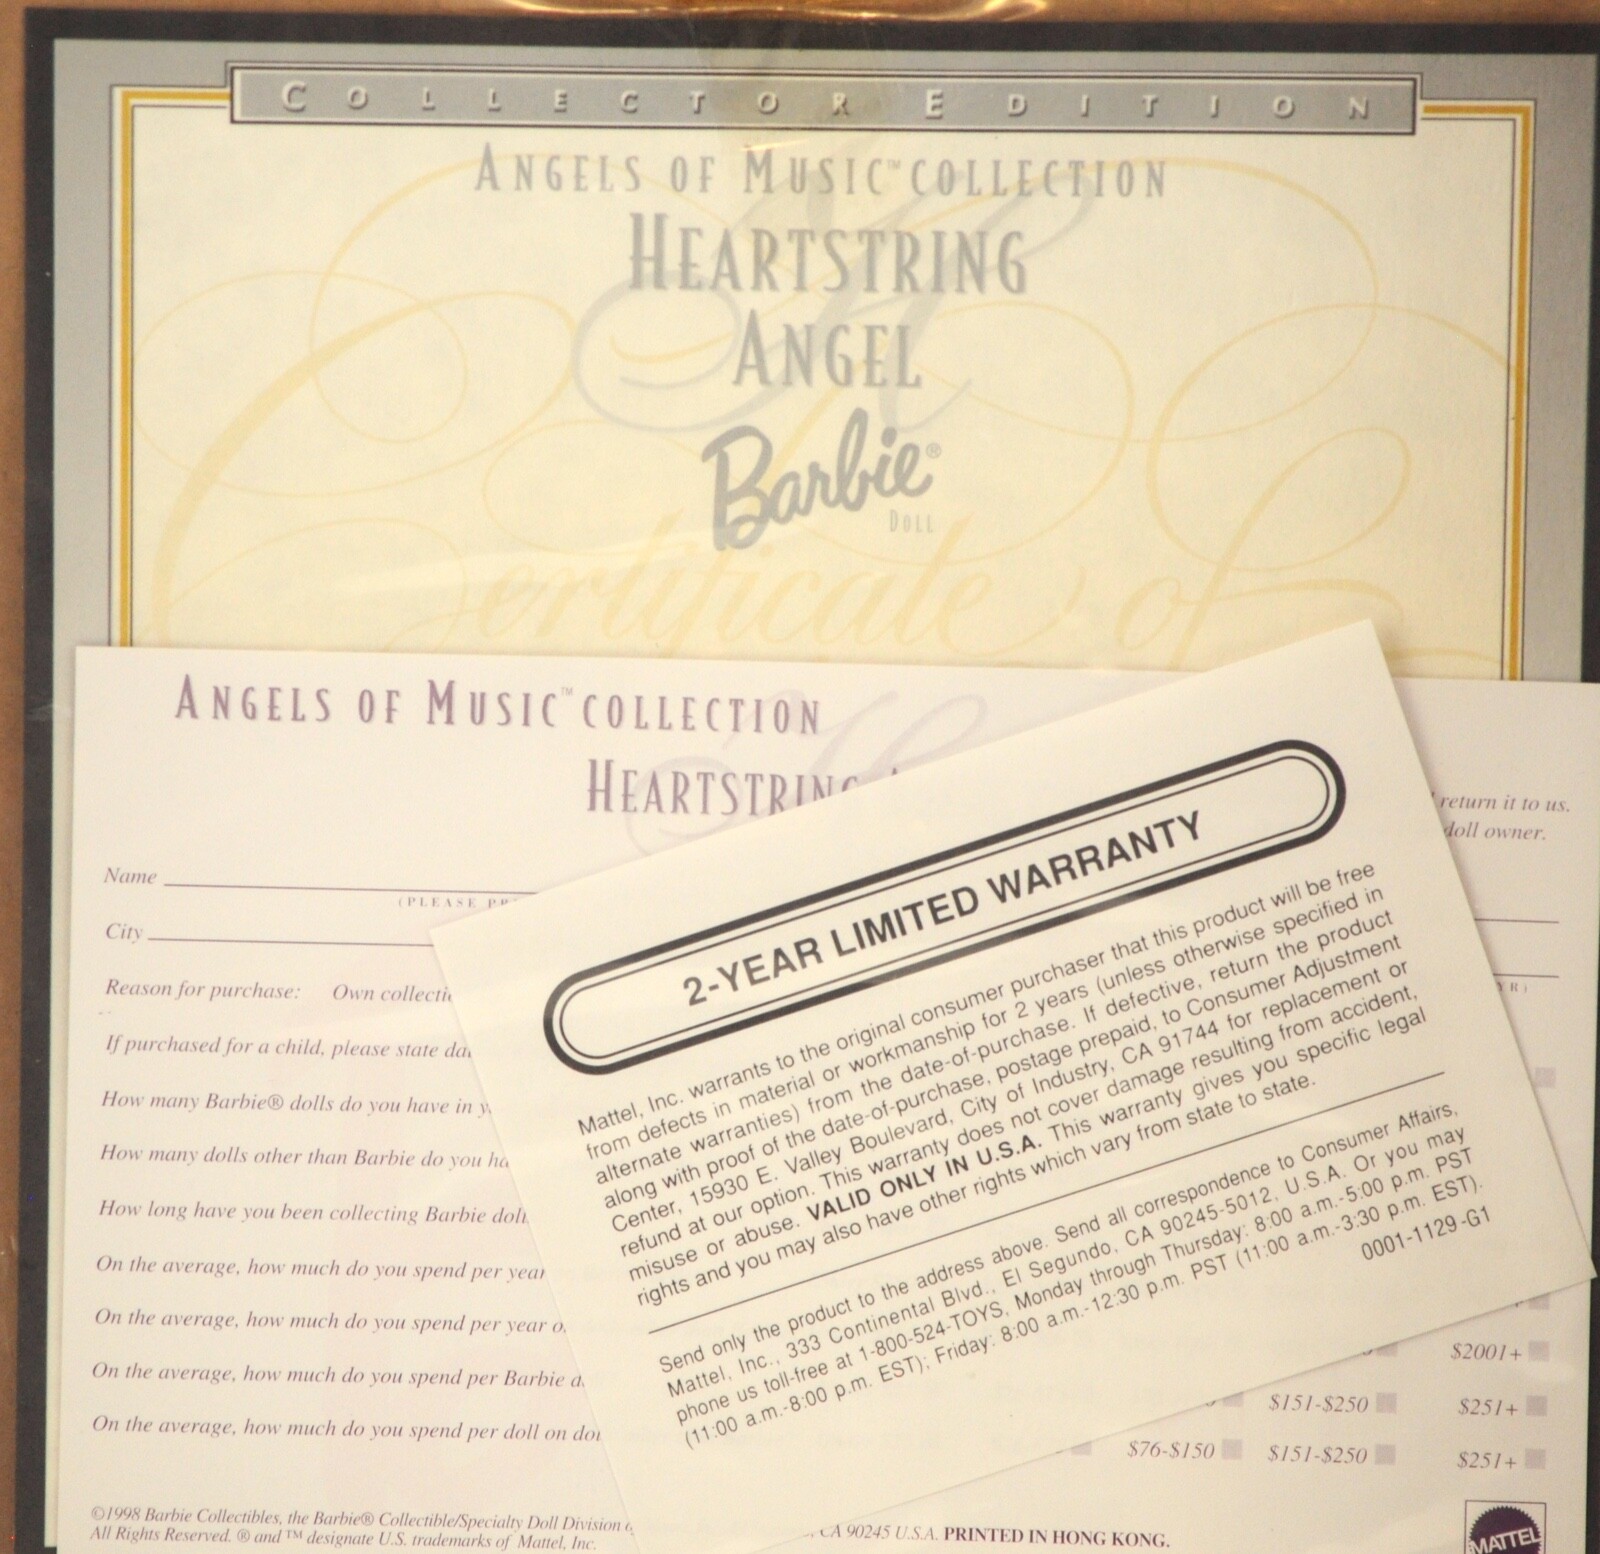 COLLECTOR EDITION
ANGELS OF MUSIC™ COLLECTION
HEARTSTRING
ANGEL
Barbie®
DOLL
Certificate of
ANGELS OF MUSIC™ COLLECTION
HEARTSTRING
return it to us.
doll owner.
Name
(PLEASE
City
Reason for purchase: Own
If purchased for a child, please state
How many Barbie® dolls do you have in
How many dolls other than Barbie do you
How long have you been collecting Barbie
On the average, how much do you spend per year
On the average, how much do you spend per year
On the average, how much do you spend per Barbie
On the average, how much do you spend per doll on
$2001+
$151-$250 $251+
$76-$150 $151-$250 $251+
©1998 Barbie Collectibles, the Barbie® Collectible/Specialty Doll Division
All Rights Reserved. ® and ™ designate U.S. trademarks of Mattel, Inc.
CA 90245 U.S.A. PRINTED IN HONG KONG.
MATTEL
2-YEAR LIMITED WARRANTY
Mattel, Inc. warrants to the original consumer purchaser that this product will be free
from defects in material or workmanship for 2 years (unless otherwise specified in
alternate warranties) from the date-of-purchase. If defective, return the product
along with proof of the date-of-purchase, postage prepaid, to Consumer Adjustment
Center, 15930 E. Valley Boulevard, City of Industry, CA 91744 for replacement or
refund at our option. This warranty does not cover damage resulting from accident,
misuse or abuse. VALID ONLY IN U.S.A. This warranty gives you specific legal
rights and you may also have other rights which vary from state to state.
Send only the product to the address above. Send all correspondence to Consumer Affairs,
Mattel, Inc., 333 Continental Blvd., El Segundo, CA 90245-5012, U.S.A. Or you may
phone us toll-free at 1-800-524-TOYS, Monday through Thursday: 8:00 a.m.-5:00 p.m. PST
(11:00 a.m.-8:00 p.m. EST); Friday: 8:00 a.m.-12:30 p.m. PST (11:00 a.m.-3:30 p.m. EST).
0001-1129-G1